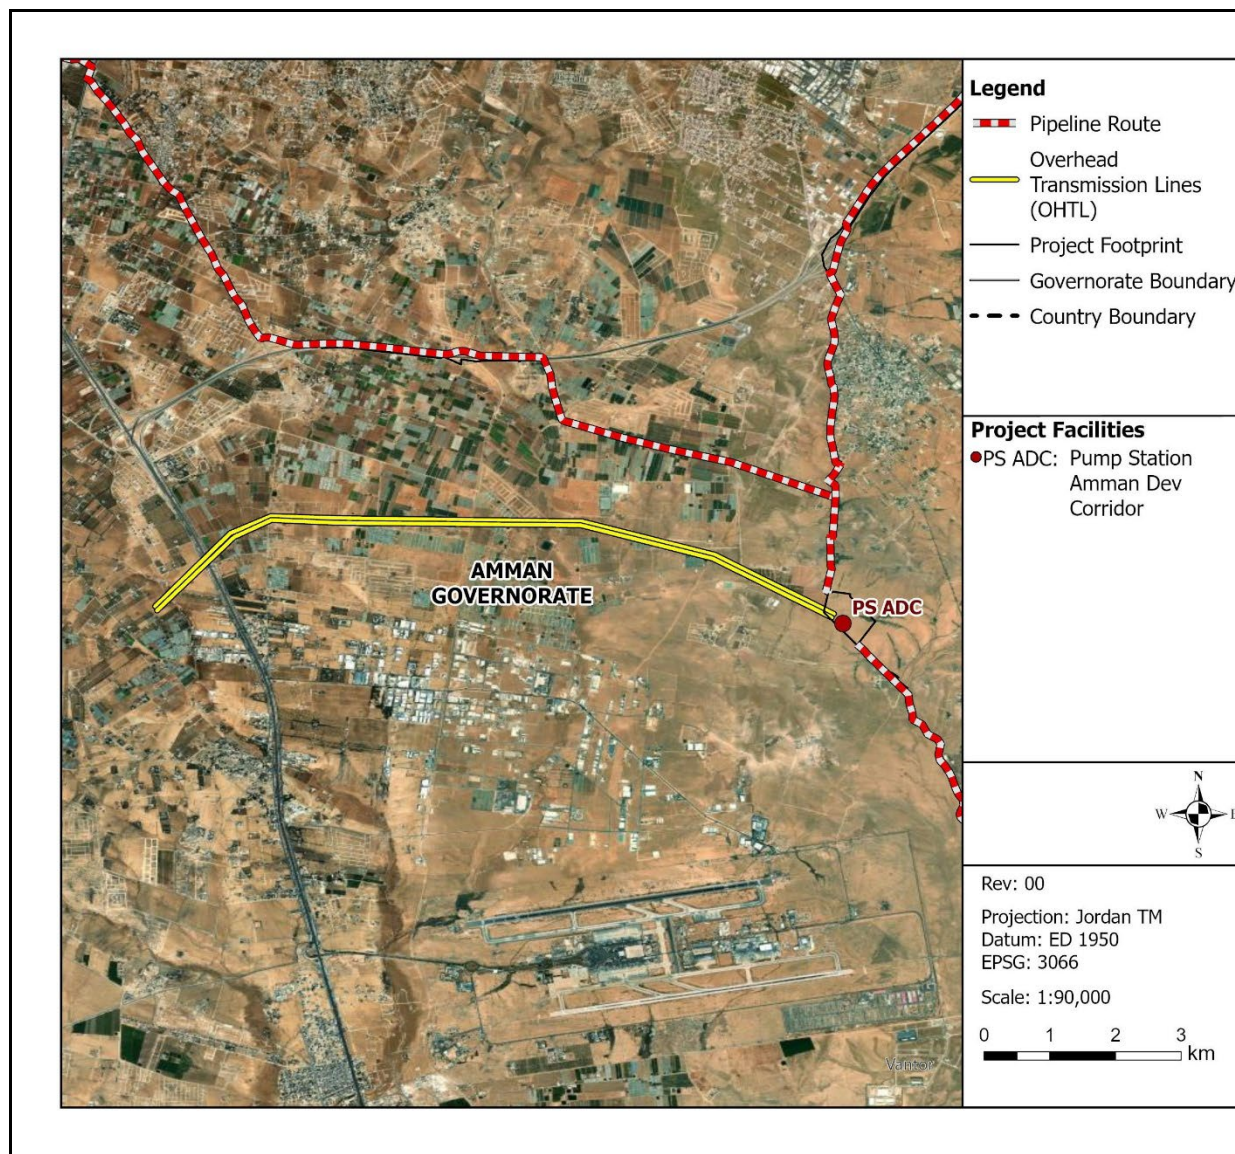 AMMAN
GOVERNORATE
PS ADC
Vantor
Legend
Pipeline Route
Overhead
Transmission Lines
(OHTL)
Project Footprint
Governorate Boundary
Country Boundary
Project Facilities
PS ADC: Pump Station
Amman Dev
Corridor
N
W E
S
Rev: 00
Projection: Jordan TM
Datum: ED 1950
EPSG: 3066
Scale: 1:90,000
0 1 2 3
km